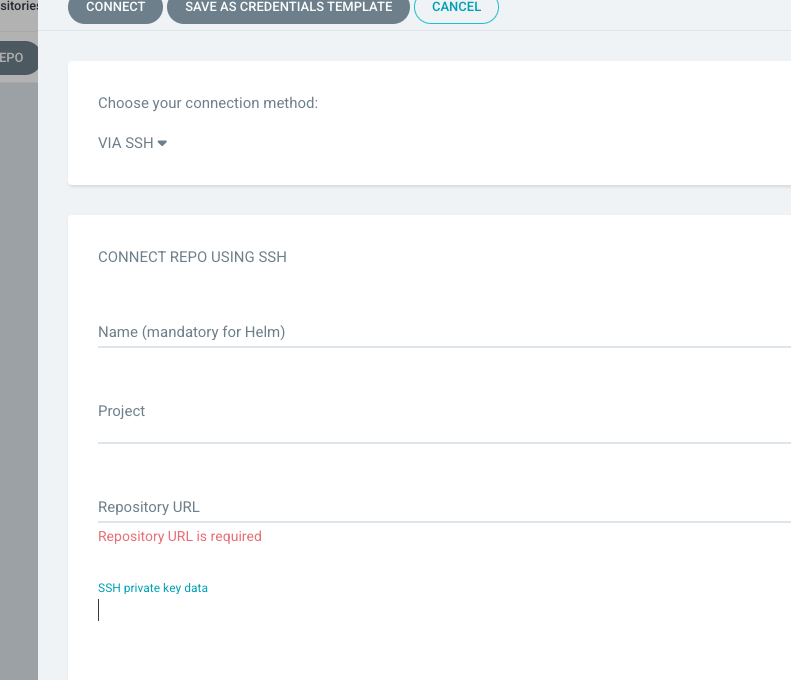 sitories
CONNECT SAVE AS CREDENTIALS TEMPLATE CANCEL
EPO
Choose your connection method:
VIA SSH
CONNECT REPO USING SSH
Name (mandatory for Helm)
Project
Repository URL
Repository URL is required
SSH private key data